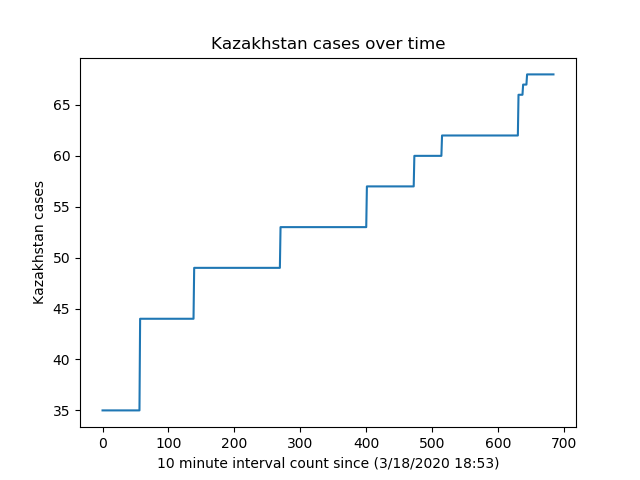 Kazakhstan cases over time
65
60
55
50
45
40
35
Kazakhstan cases
0 100 200 300 400 500 600 700
10 minute interval count since (3/18/2020 18:53)